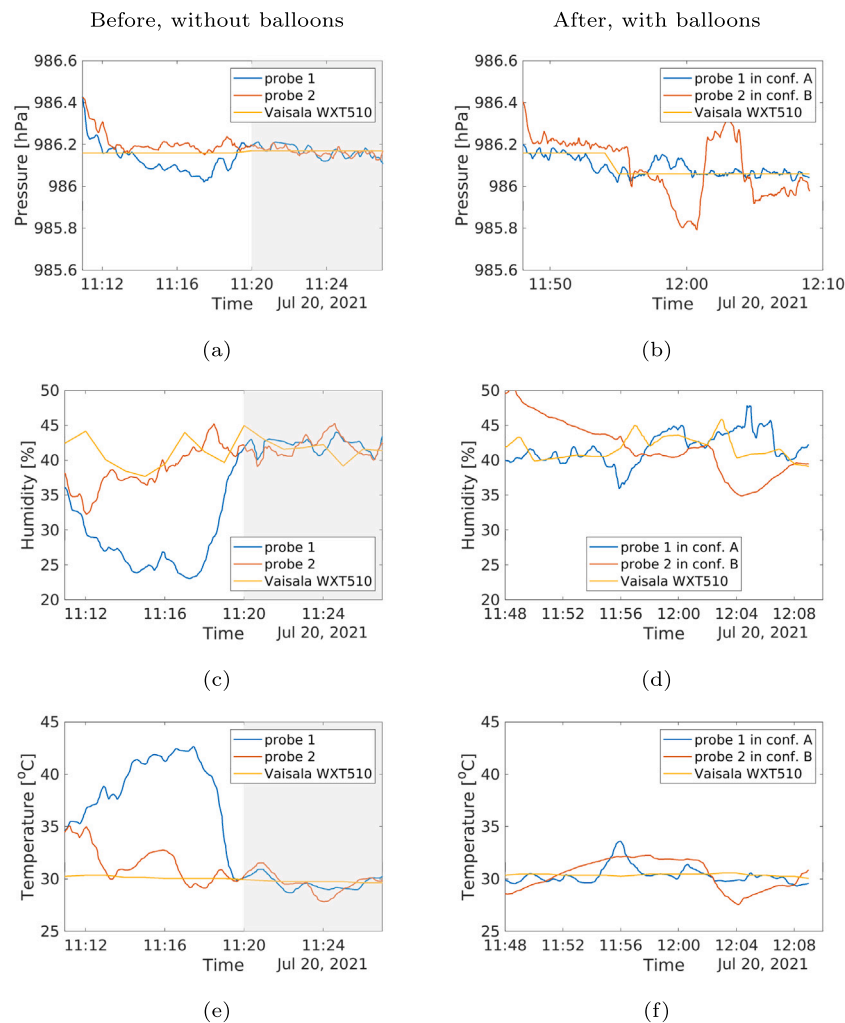 Before, without balloons
After, with balloons
986.6
986.4
986.2
986
985.8
985.6
Pressure [hPa]
probe 1
probe 2
Vaisala WXT510
11:12 11:16 11:20 11:24
Time Jul 20, 2021
(a)
986.6
986.4
986.2
986
985.8
985.6
Pressure [hPa]
probe 1 in conf. A
probe 2 in conf. B
Vaisala WXT510
11:50 12:00 12:10
Time Jul 20, 2021
(b)
50
45
40
35
30
25
20
Humidity [%]
probe 1
probe 2
Vaisala WXT510
11:12 11:16 11:20 11:24
Time Jul 20, 2021
(c)
50
45
40
35
30
25
20
Humidity [%]
probe 1 in conf. A
probe 2 in conf. B
Vaisala WXT510
11:48 11:52 11:56 12:00 12:04 12:08
Time Jul 20, 2021
(d)
45
40
35
30
25
Temperature [°C]
probe 1
probe 2
Vaisala WXT510
11:12 11:16 11:20 11:24
Time Jul 20, 2021
(e)
45
40
35
30
25
Temperature [°C]
probe 1 in conf. A
probe 2 in conf. B
Vaisala WXT510
11:48 11:52 11:56 12:00 12:04 12:08
Time Jul 20, 2021
(f)